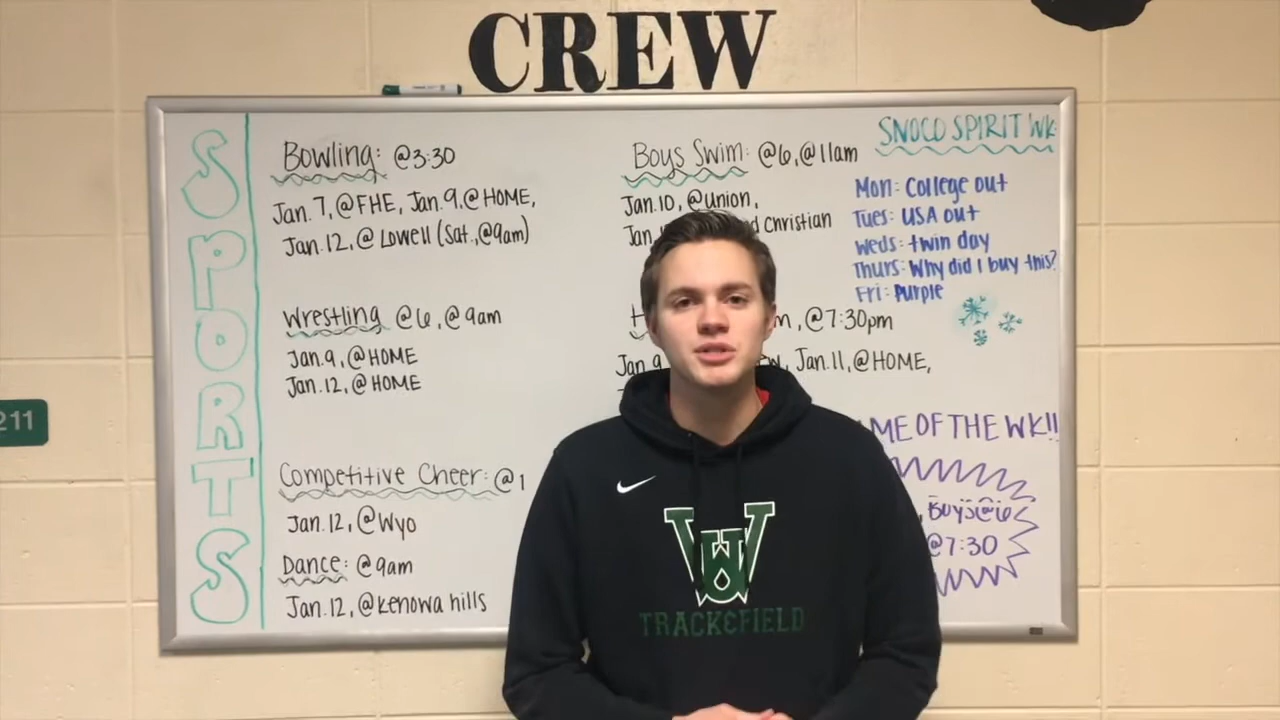 CREW
SPORTS
Bowling: @3:30
Jan.7, @FHE, Jan.9, @HOME,
Jan.12, @ Lowell (Sat., @9am)
Wrestling @6, @9am
Jan.9, @HOME
Jan.12, @HOME
Competitive Cheer: @1
Jan.12, @Wyo
Dance: @9am
Jan.12, @Kenowa hills
Boys Swim: @6, @11am
Jan.10, @Union,
Jan Christian
, @7:30pm
Jan.9 Jan.11, @HOME,
SNOCO SPIRIT WK
Mon: College out
Tues: USA out
Weds: twin day
Thurs: Why did I buy this?
Fri: Purple
OF THE WK!!
Boys@6
@7:30
211
W
TRACK&FIELD